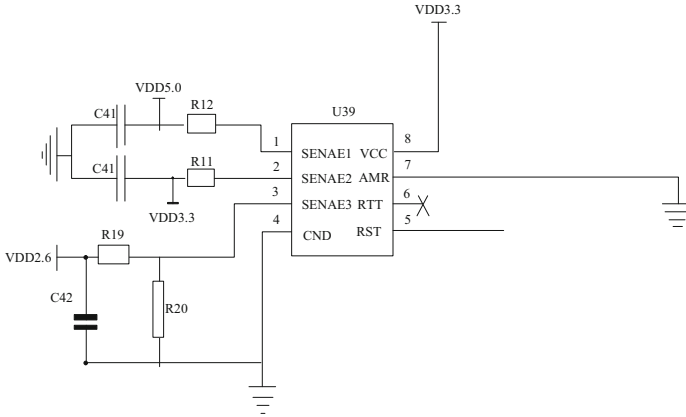 VDD3.3
VDD5.0
C41
R12
U39
1
SENAE1
VCC
8
C41
R11
2
SENAE2
AMR
7
VDD3.3
3
SENAE3
RTT
6
4
CND
RST
5
R19
VDD2.6
C42
R20